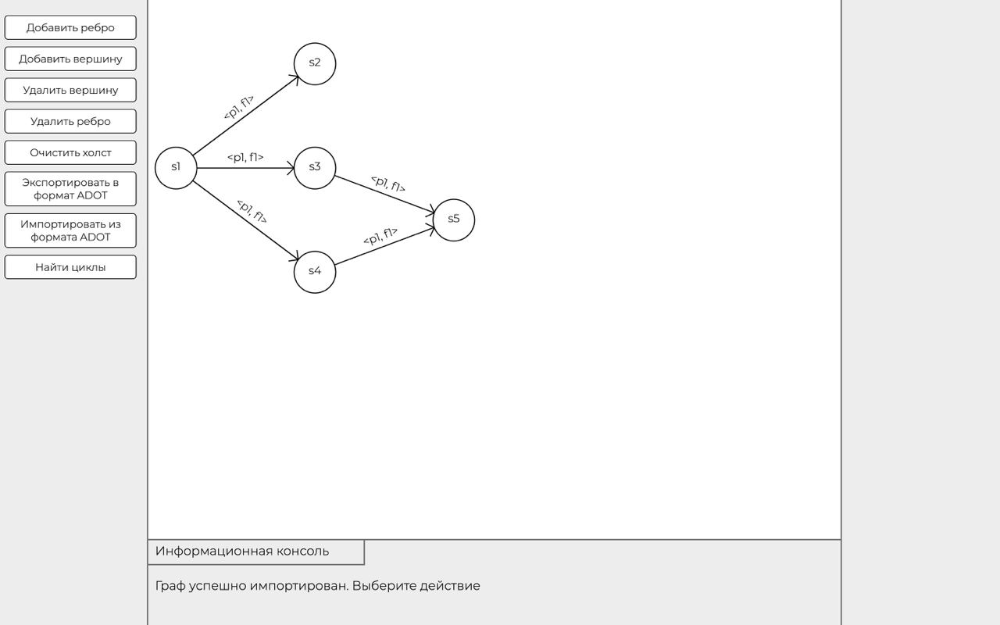 Добавить ребро
Добавить вершину
Удалить вершину
Удалить ребро
Очистить холст
Экспортировать в
формат ADOT
Импортировать из
формата ADOT
Найти циклы
s2
<p1, f1>
s1
<p1, f1>
s3
<p1, f1>
<p1, f1>
s5
<p1, f1>
s4
Информационная консоль
Граф успешно импортирован. Выберите действие